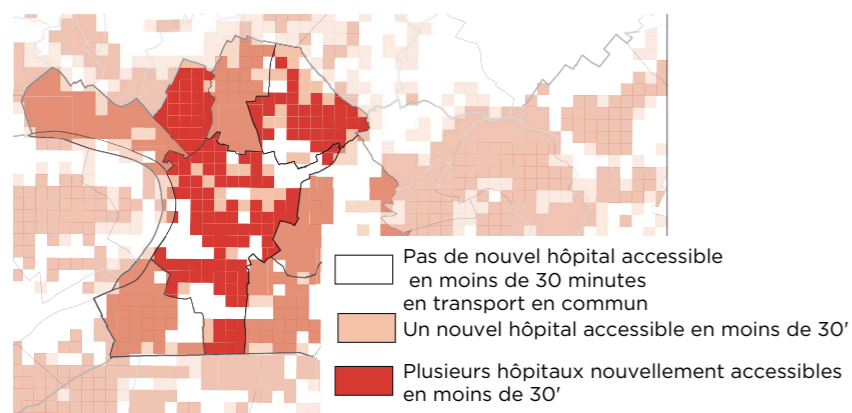 Pas de nouvel hôpital accessible
en moins de 30 minutes
en transport en commun
Un nouvel hôpital accessible en moins de 30'
Plusieurs hôpitaux nouvellement accessibles
en moins de 30'